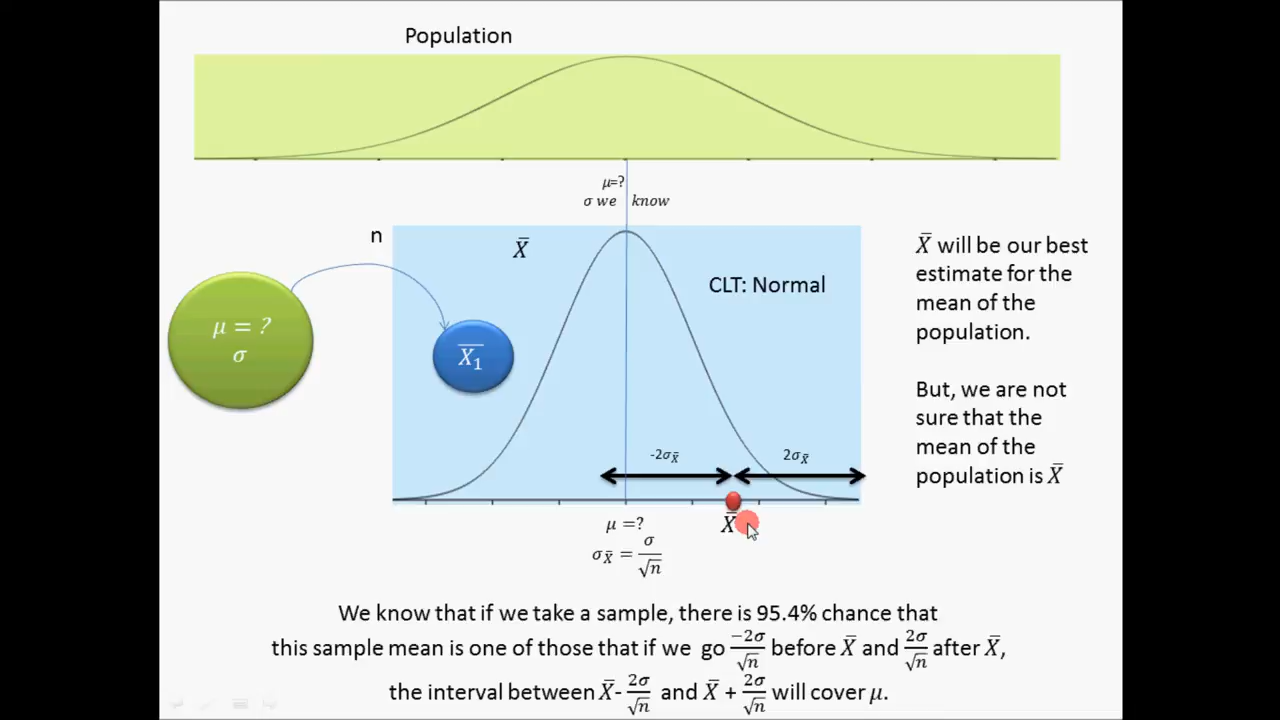 Population
μ=?
σ we know
n
X̄
CLT: Normal
μ = ?
σ
X̄₁
X̄ will be our best
estimate for the
mean of the
population.
But, we are not
sure that the
mean of the
population is X̄
-2σX̄
2σX̄
μ =?
X̄
σX̄ = σ/√n
We know that if we take a sample, there is 95.4% chance that
this sample mean is one of those that if we go −2σ/√n before X̄ and 2σ/√n after X̄,
the interval between X̄- 2σ/√n and X̄ + 2σ/√n will cover μ.